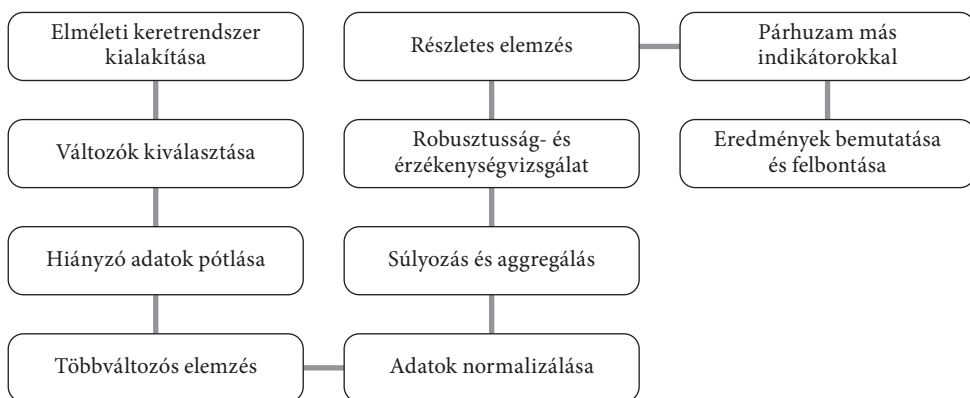 Elméleti keretrendszer
kialakítása
Változók kiválasztása
Hiányzó adatok pótlása
Többváltozós elemzés
Adatok normalizálása
Súlyozás és aggregálás
Robusztusság- és
érzékenységvizsgálat
Részletes elemzés
Párhuzam más
indikátorokkal
Eredmények bemutatása
és felbontása